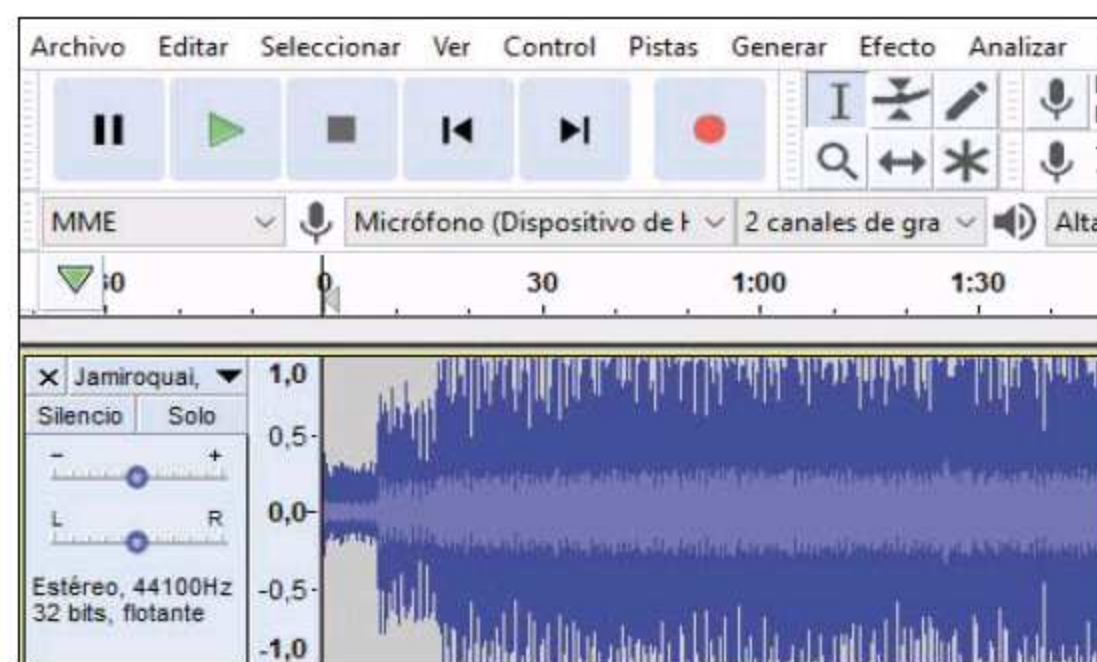 Archivo Editar Seleccionar Ver Control Pistas Generar Efecto Analizar
MME Micrófono (Dispositivo de 2 canales de gra Alta
0 30 1:00 1:30
X Jamiroquai,
Silencio Solo
- +
L R
Estéreo, 44100Hz
32 bits, flotante
1,0
0,5-
0,0-
-0,5-
-1,0